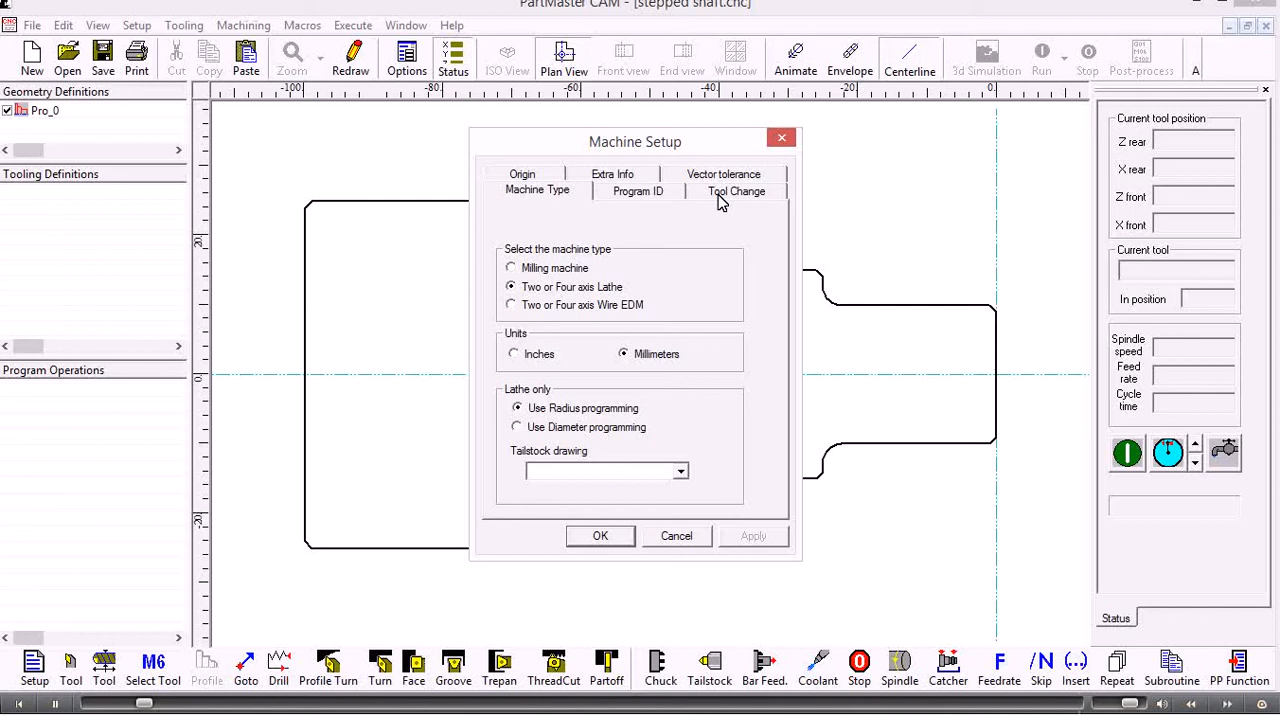 PartMaster CAM - [stepped shaft.cnc]
File Edit View Setup Tooling Machining Macros Execute Window Help
New Open Save Print Cut Copy Paste Zoom Redraw Options Status ISO View Plan View Front view End view Window Animate Envelope Centerline 3d Simulation Run Stop Post-process A
Geometry Definitions
Pro_0
Tooling Definitions
Program Operations
-100 -80 -60 -40 -20 0
20
0
-20
Machine Setup
Origin Extra Info Vector tolerance
Machine Type Program ID Tool Change
Select the machine type
Milling machine
Two or Four axis Lathe
Two or Four axis Wire EDM
Units
Inches Millimeters
Lathe only
Use Radius programming
Use Diameter programming
Tailstock drawing
OK Cancel Apply
Current tool position
Z rear
X rear
Z front
X front
Current tool
In position
Spindle speed
Feed rate
Cycle time
Status
M6 F /N {..}
Setup Tool Tool Select Tool Profile Goto Drill Profile Turn Turn Face Groove Trepan ThreadCut Partoff Chuck Tailstock Bar Feed. Coolant Stop Spindle Catcher Feedrate Skip Insert Repeat Subroutine PP Function